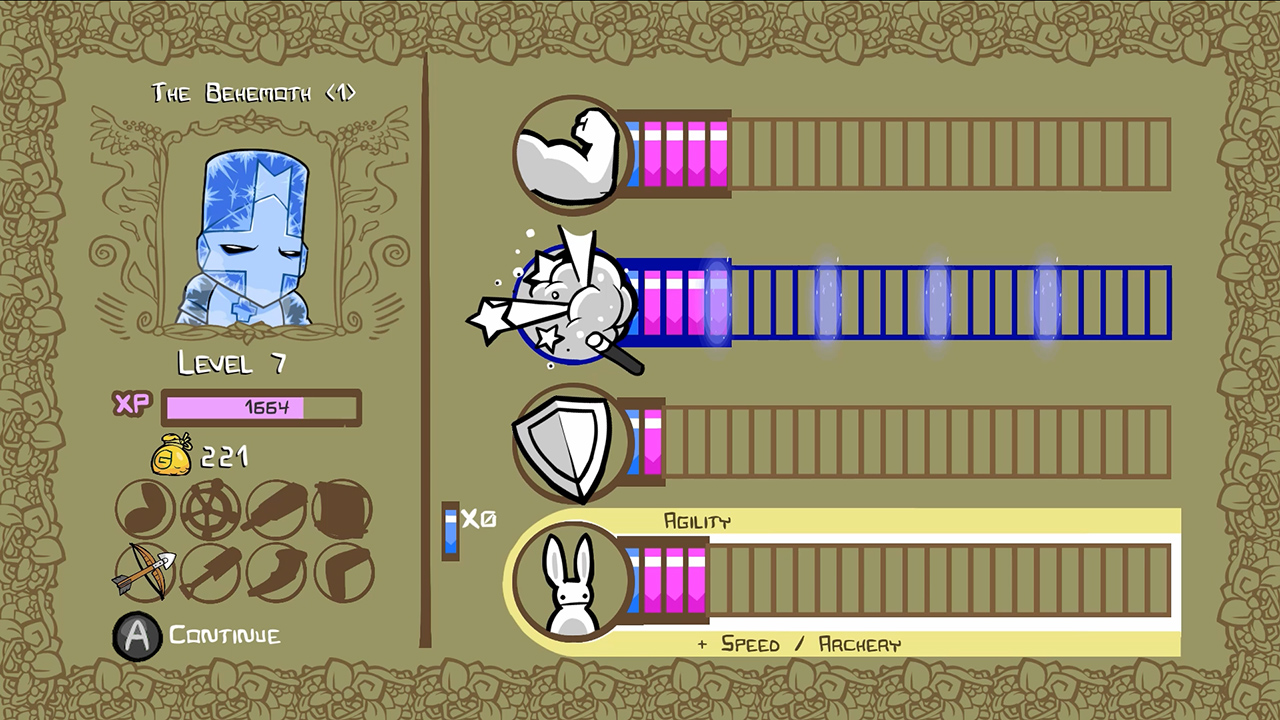 The Behemoth <1>
Level 7
XP 1664
221
A Continue
X0
Agility
+ Speed / Archery